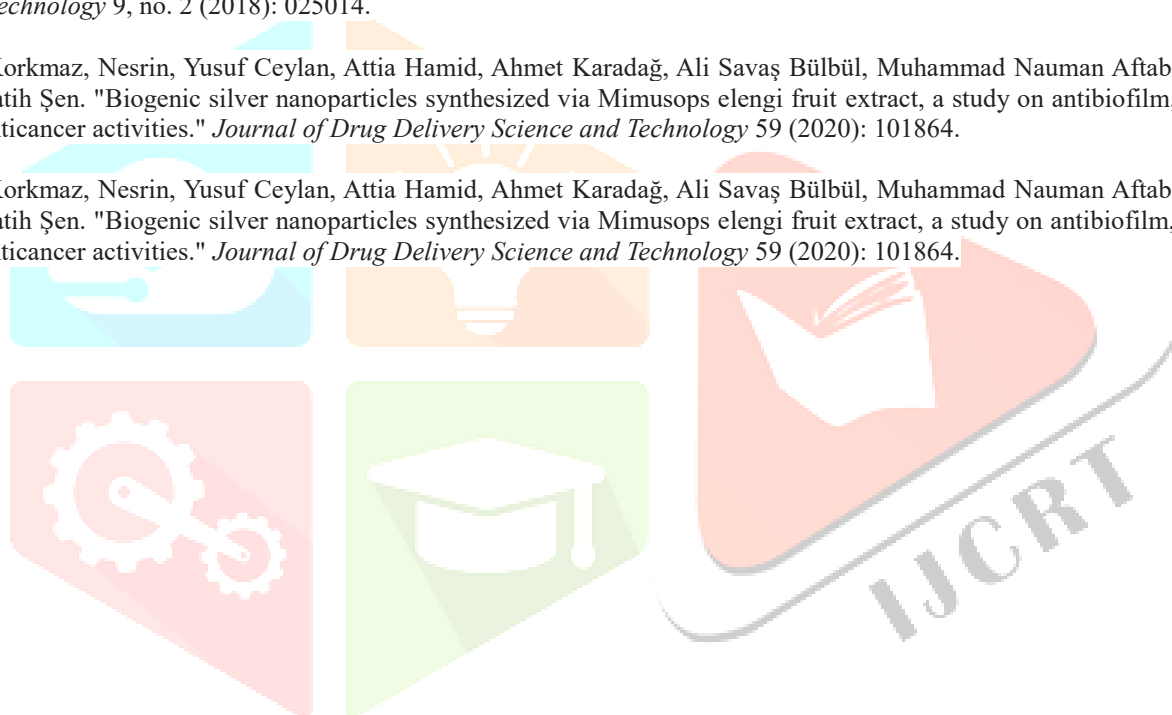 echnology 9, no. 2 (2018): 025014.
Korkmaz, Nesrin, Yusuf Ceylan, Attia Hamid, Ahmet Karadağ, Ali Savaş Bülbül, Muhammad Nauman Aftab
atih Şen. "Biogenic silver nanoparticles synthesized via Mimusops elengi fruit extract, a study on antibiofilm,
ticancer activities." Journal of Drug Delivery Science and Technology 59 (2020): 101864.
Korkmaz, Nesrin, Yusuf Ceylan, Attia Hamid, Ahmet Karadağ, Ali Savaş Bülbül, Muhammad Nauman Aftab
atih Şen. "Biogenic silver nanoparticles synthesized via Mimusops elengi fruit extract, a study on antibiofilm,
ticancer activities." Journal of Drug Delivery Science and Technology 59 (2020): 101864.
IJCRT